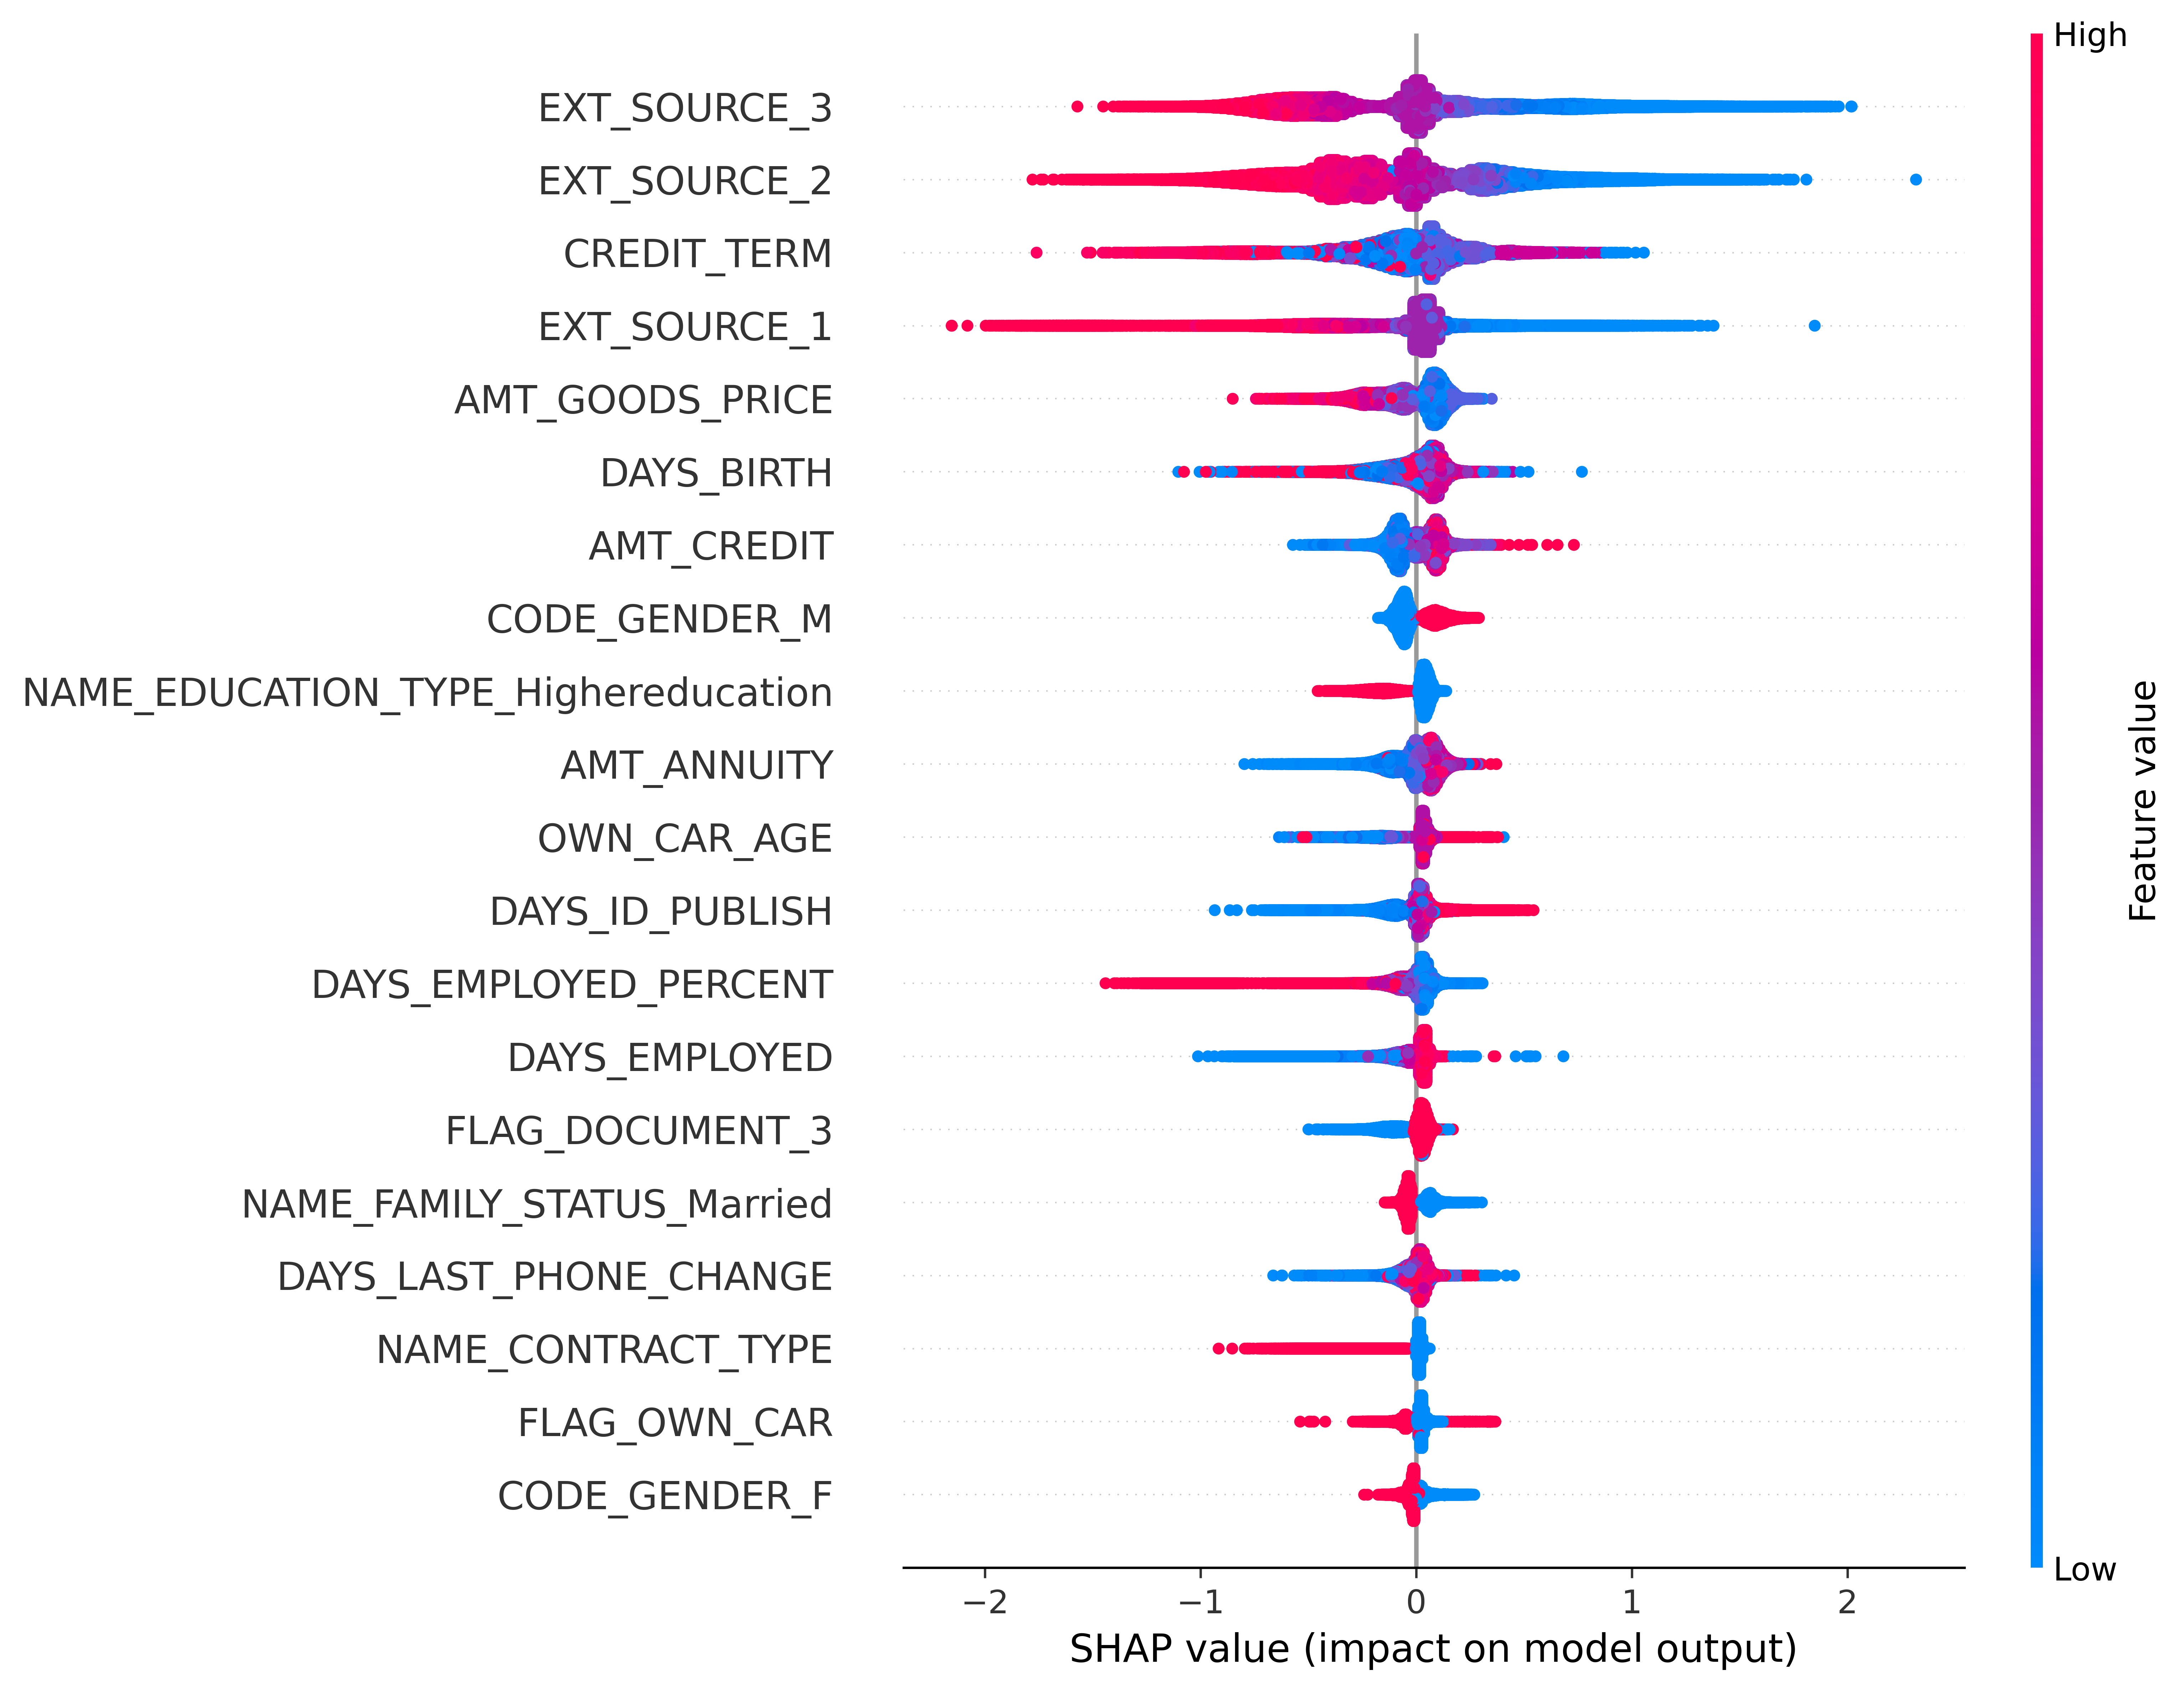 High
EXT_SOURCE_3
EXT_SOURCE_2
CREDIT_TERM
EXT_SOURCE_1
AMT_GOODS_PRICE
DAYS_BIRTH
AMT_CREDIT
CODE_GENDER_M
NAME_EDUCATION_TYPE_Highereducation
AMT_ANNUITY
OWN_CAR_AGE
DAYS_ID_PUBLISH
DAYS_EMPLOYED_PERCENT
DAYS_EMPLOYED
FLAG_DOCUMENT_3
NAME_FAMILY_STATUS_Married
DAYS_LAST_PHONE_CHANGE
NAME_CONTRACT_TYPE
FLAG_OWN_CAR
CODE_GENDER_F
Feature value
Low
−2 −1 0 1 2
SHAP value (impact on model output)